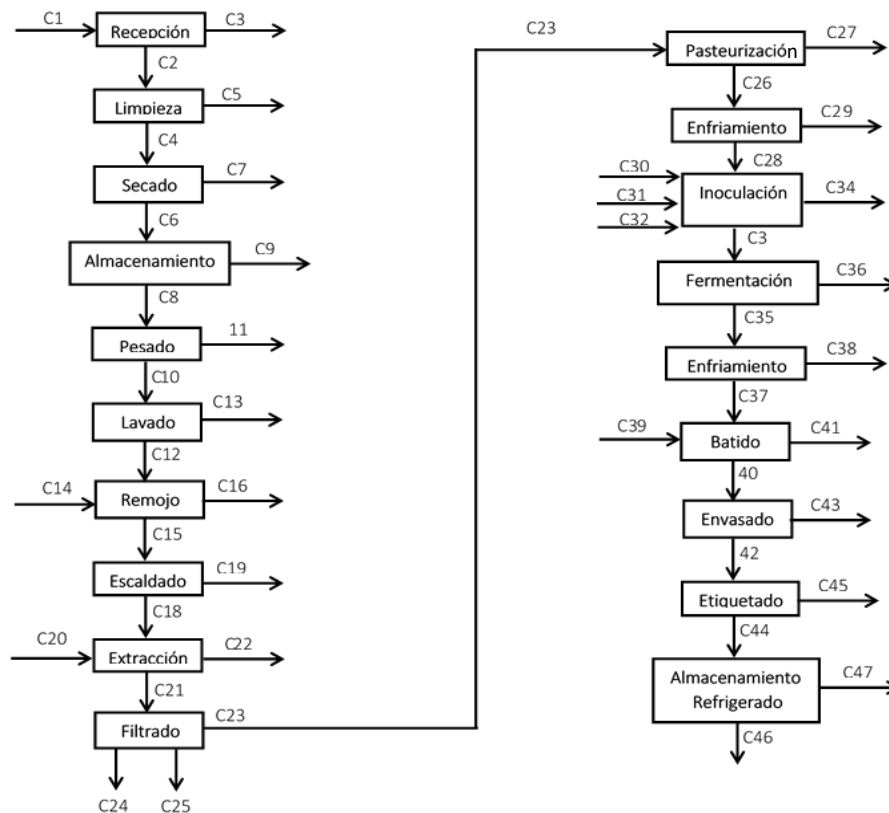 C1
Recepción
C3
C2
Limpieza
C5
C4
Secado
C7
C6
Almacenamiento
C9
C8
Pesado
11
C10
Lavado
C13
C12
C14
Remojo
C16
C15
Escaldado
C19
C18
C20
Extracción
C22
C21
Filtrado
C23
C24
C25
C23
Pasteurización
C27
C26
Enfriamiento
C29
C28
C30
C31
C32
Inoculación
C34
C3
Fermentación
C36
C35
Enfriamiento
C38
C37
C39
Batido
C41
40
Envasado
C43
42
Etiquetado
C45
C44
Almacenamiento
Refrigerado
C47
C46